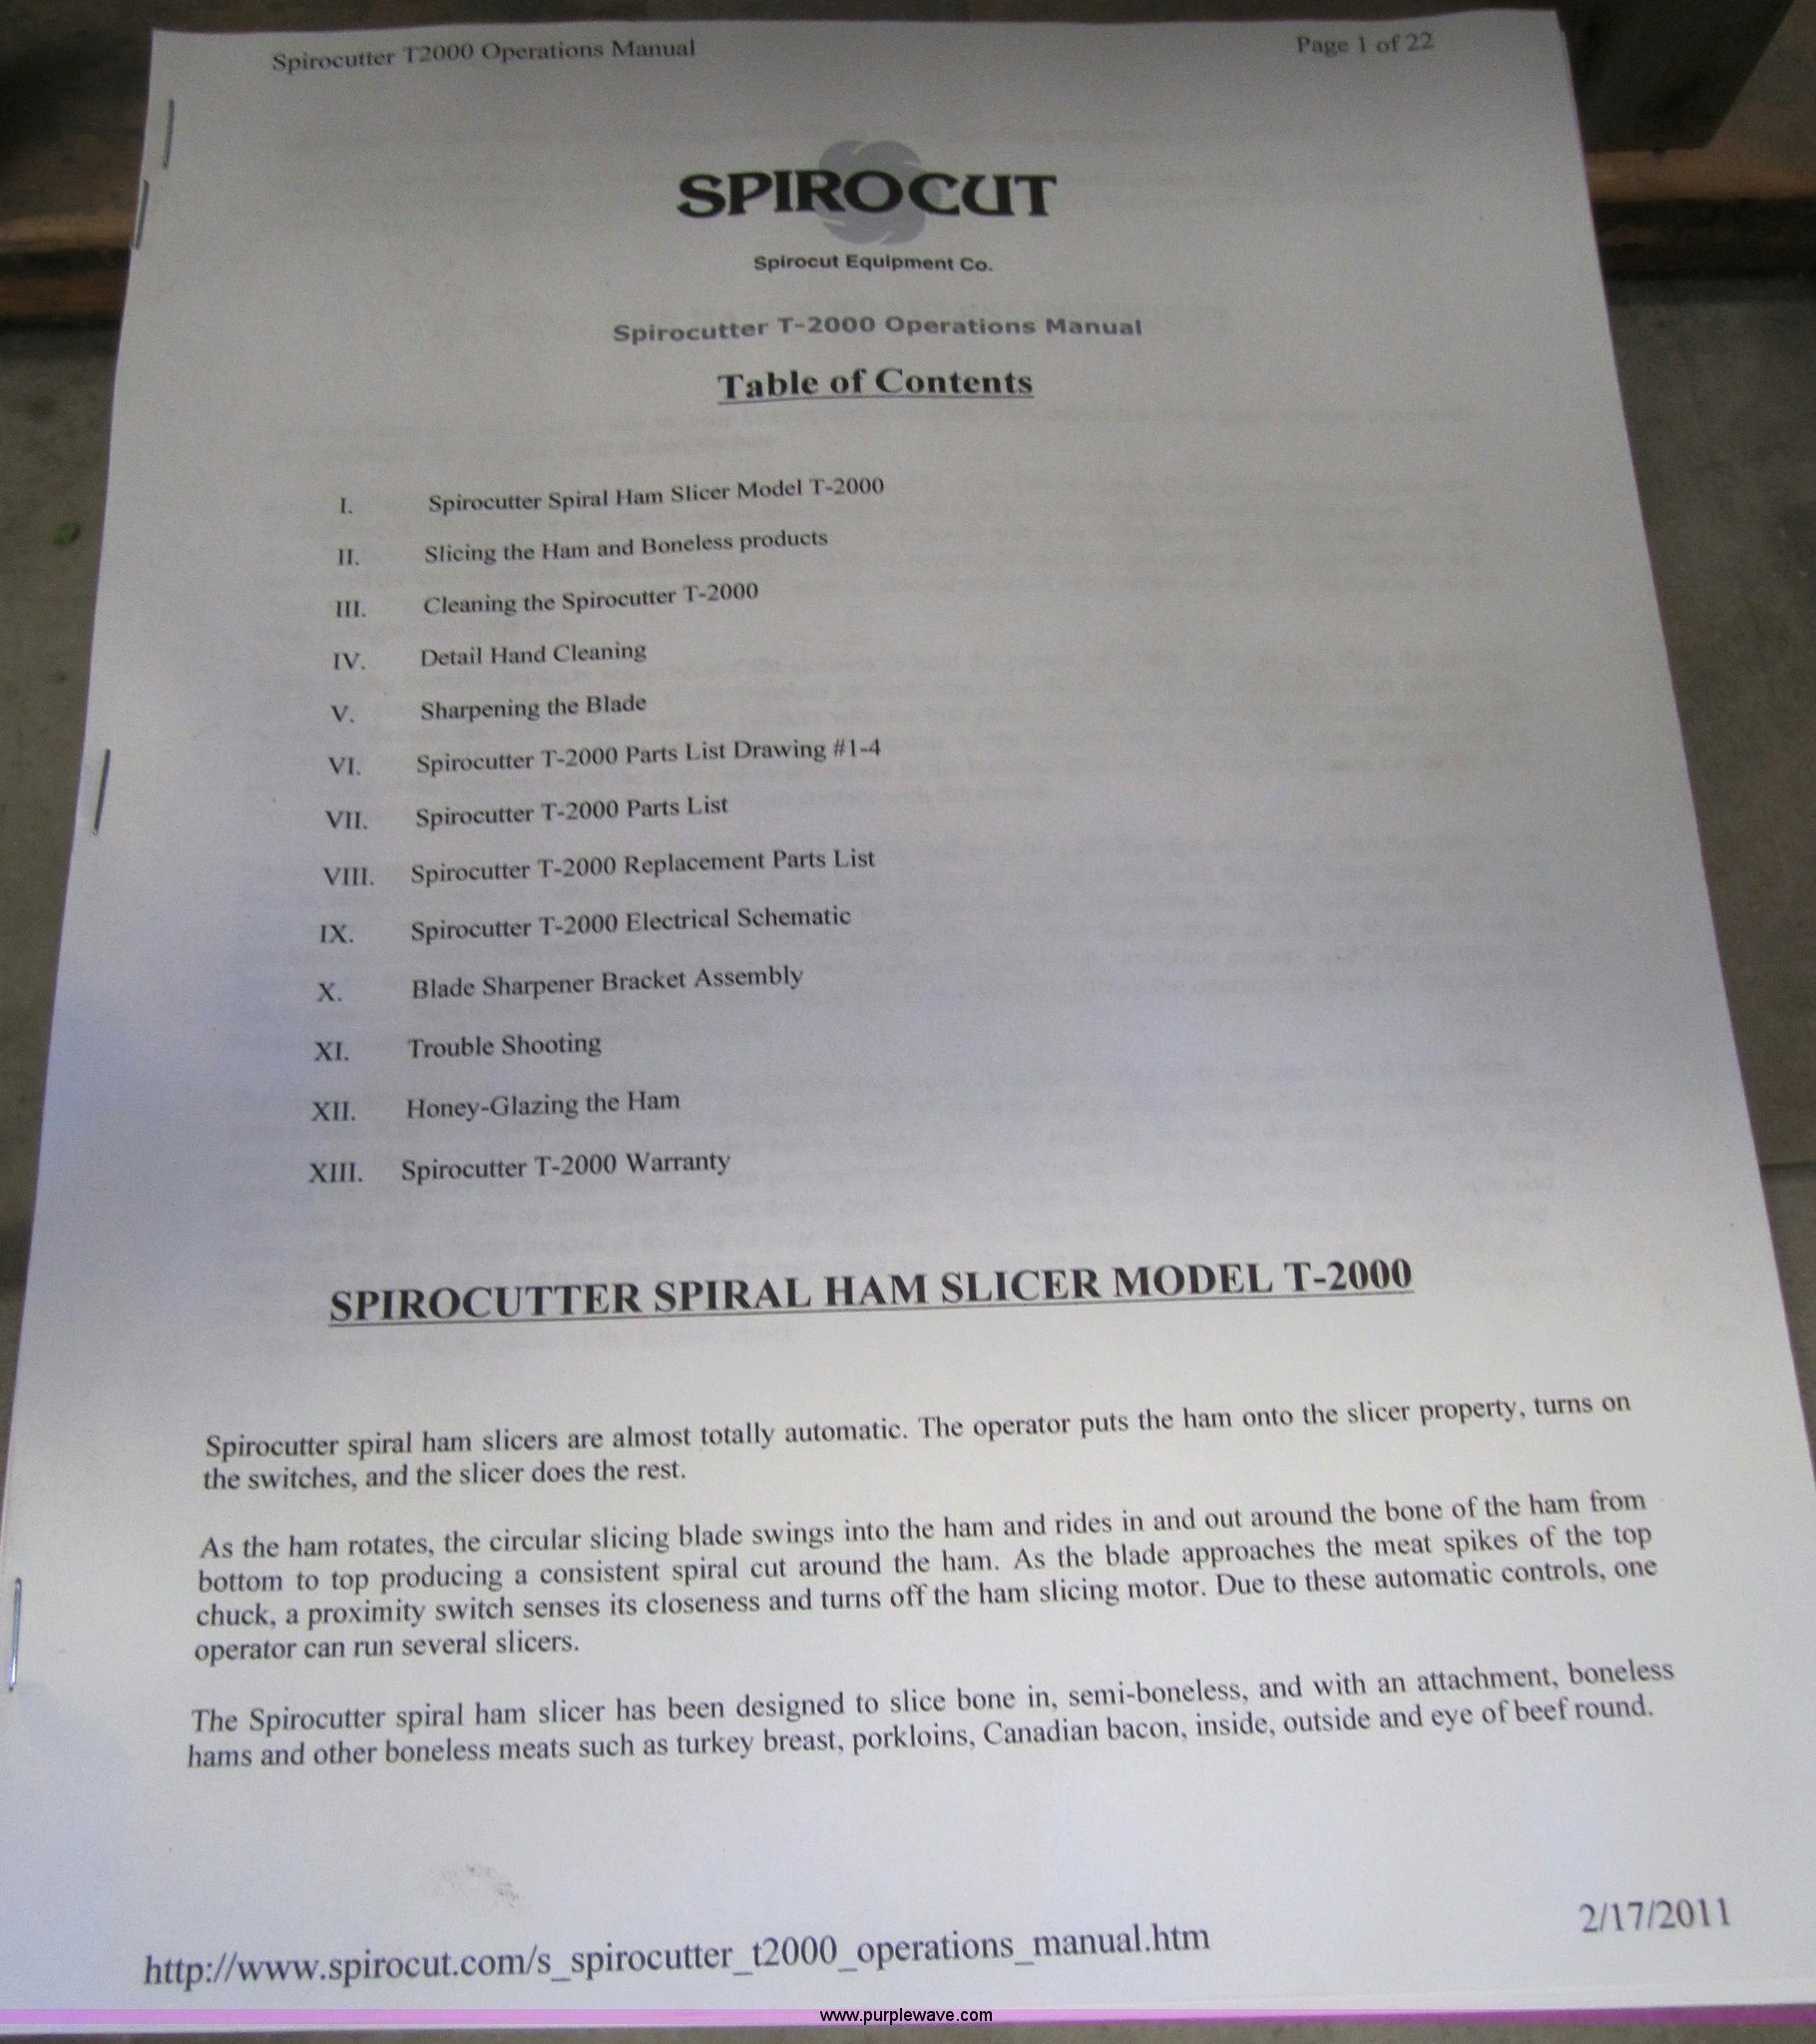 Spirocutter T2000 Operations Manual
Page 1 of 22
SPIROCUT
Spirocut Equipment Co.
Spirocutter T-2000 Operations Manual
Table of Contents
I. Spirocutter Spiral Ham Slicer Model T-2000
II. Slicing the Ham and Boneless products
III. Cleaning the Spirocutter T-2000
IV. Detail Hand Cleaning
V. Sharpening the Blade
VI. Spirocutter T-2000 Parts List Drawing #1-4
VII. Spirocutter T-2000 Parts List
VIII. Spirocutter T-2000 Replacement Parts List
IX. Spirocutter T-2000 Electrical Schematic
X. Blade Sharpener Bracket Assembly
XI. Trouble Shooting
XII. Honey-Glazing the Ham
XIII. Spirocutter T-2000 Warranty
SPIROCUTTER SPIRAL HAM SLICER MODEL T-2000
Spirocutter spiral ham slicers are almost totally automatic. The operator puts the ham onto the slicer property, turns on
the switches, and the slicer does the rest.
As the ham rotates, the circular slicing blade swings into the ham and rides in and out around the bone of the ham from
bottom to top producing a consistent spiral cut around the ham. As the blade approaches the meat spikes of the top
chuck, a proximity switch senses its closeness and turns off the ham slicing motor. Due to these automatic controls, one
operator can run several slicers.
The Spirocutter spiral ham slicer has been designed to slice bone in, semi-boneless, and with an attachment, boneless
hams and other boneless meats such as turkey breast, porkloins, Canadian bacon, inside, outside and eye of beef round.
http://www.spirocut.com/s_spirocutter_t2000_operations_manual.htm
2/17/2011
www.purplewave.com